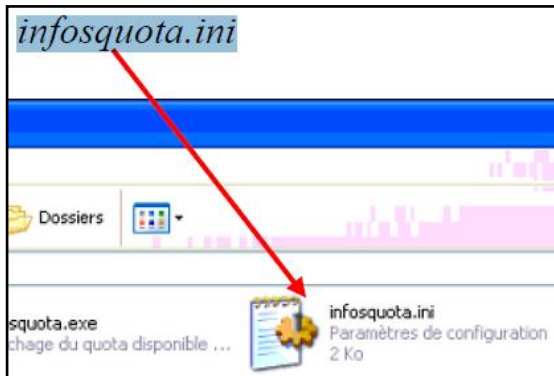 infosquota.ini
Dossiers
squota.exe
chage du quota disponible ...
infosquota.ini
Paramètres de configuration
2 Ko